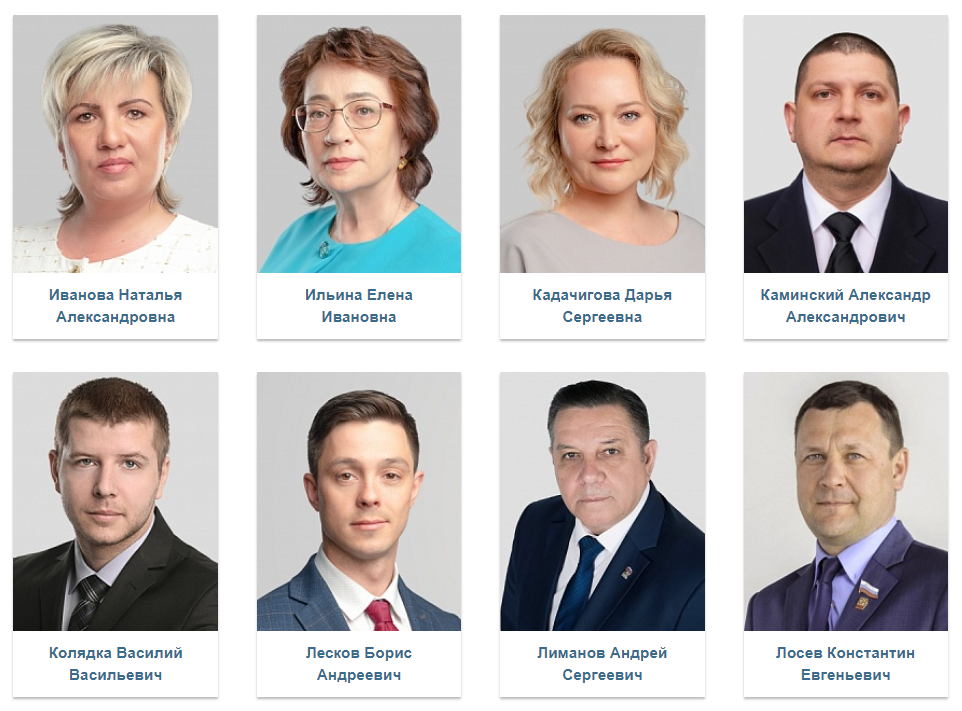 Иванова Наталья
Александровна
Ильина Елена
Ивановна
Кадачигова Дарья
Сергеевна
Каминский Александр
Александрович
Колядка Василий
Васильевич
Лесков Борис
Андреевич
Лиманов Андрей
Сергеевич
Лосев Константин
Евгеньевич